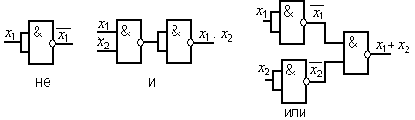 x₁ & x̄₁
не
x₁ x₂ & & x₁ · x₂
и
x₁ & x̄₁
x₂ & x̄₂
& x₁+ x₂
или